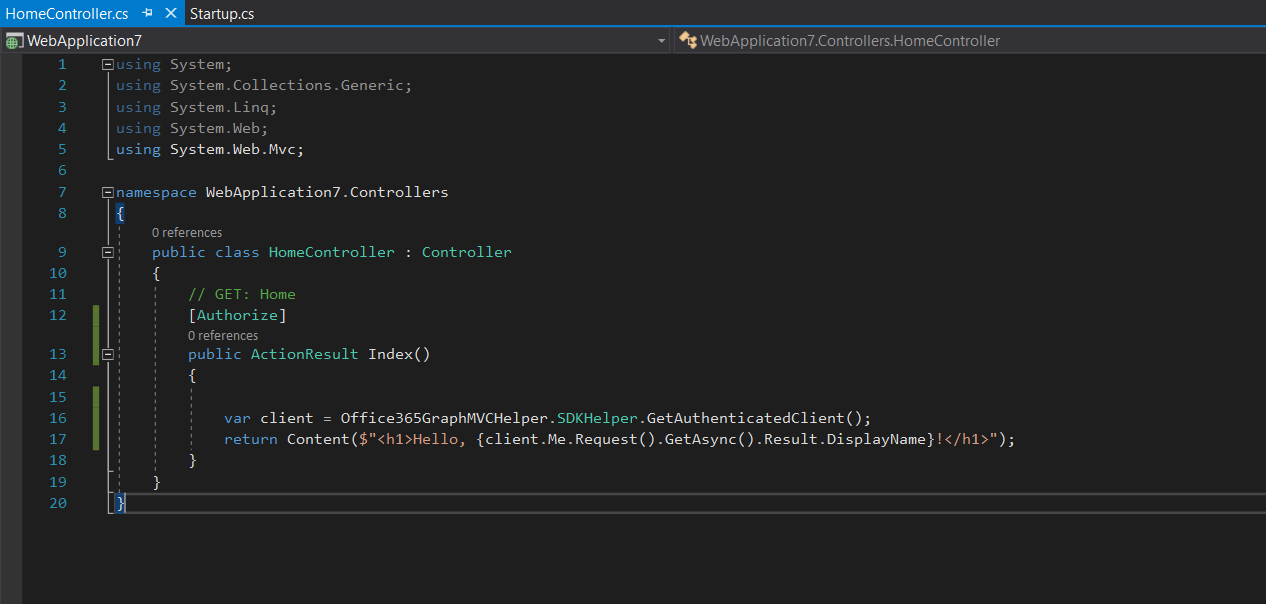 HomeController.cs Startup.cs
WebApplication7 WebApplication7.Controllers.HomeController
1 using System;
2 using System.Collections.Generic;
3 using System.Linq;
4 using System.Web;
5 using System.Web.Mvc;
6
7 namespace WebApplication7.Controllers
8 {
0 references
9 public class HomeController : Controller
10 {
11 // GET: Home
12 [Authorize]
0 references
13 public ActionResult Index()
14 {
15
16 var client = Office365GraphMVCHelper.SDKHelper.GetAuthenticatedClient();
17 return Content($"<h1>Hello, {client.Me.Request().GetAsync().Result.DisplayName}!</h1>");
18 }
19 }
20 }